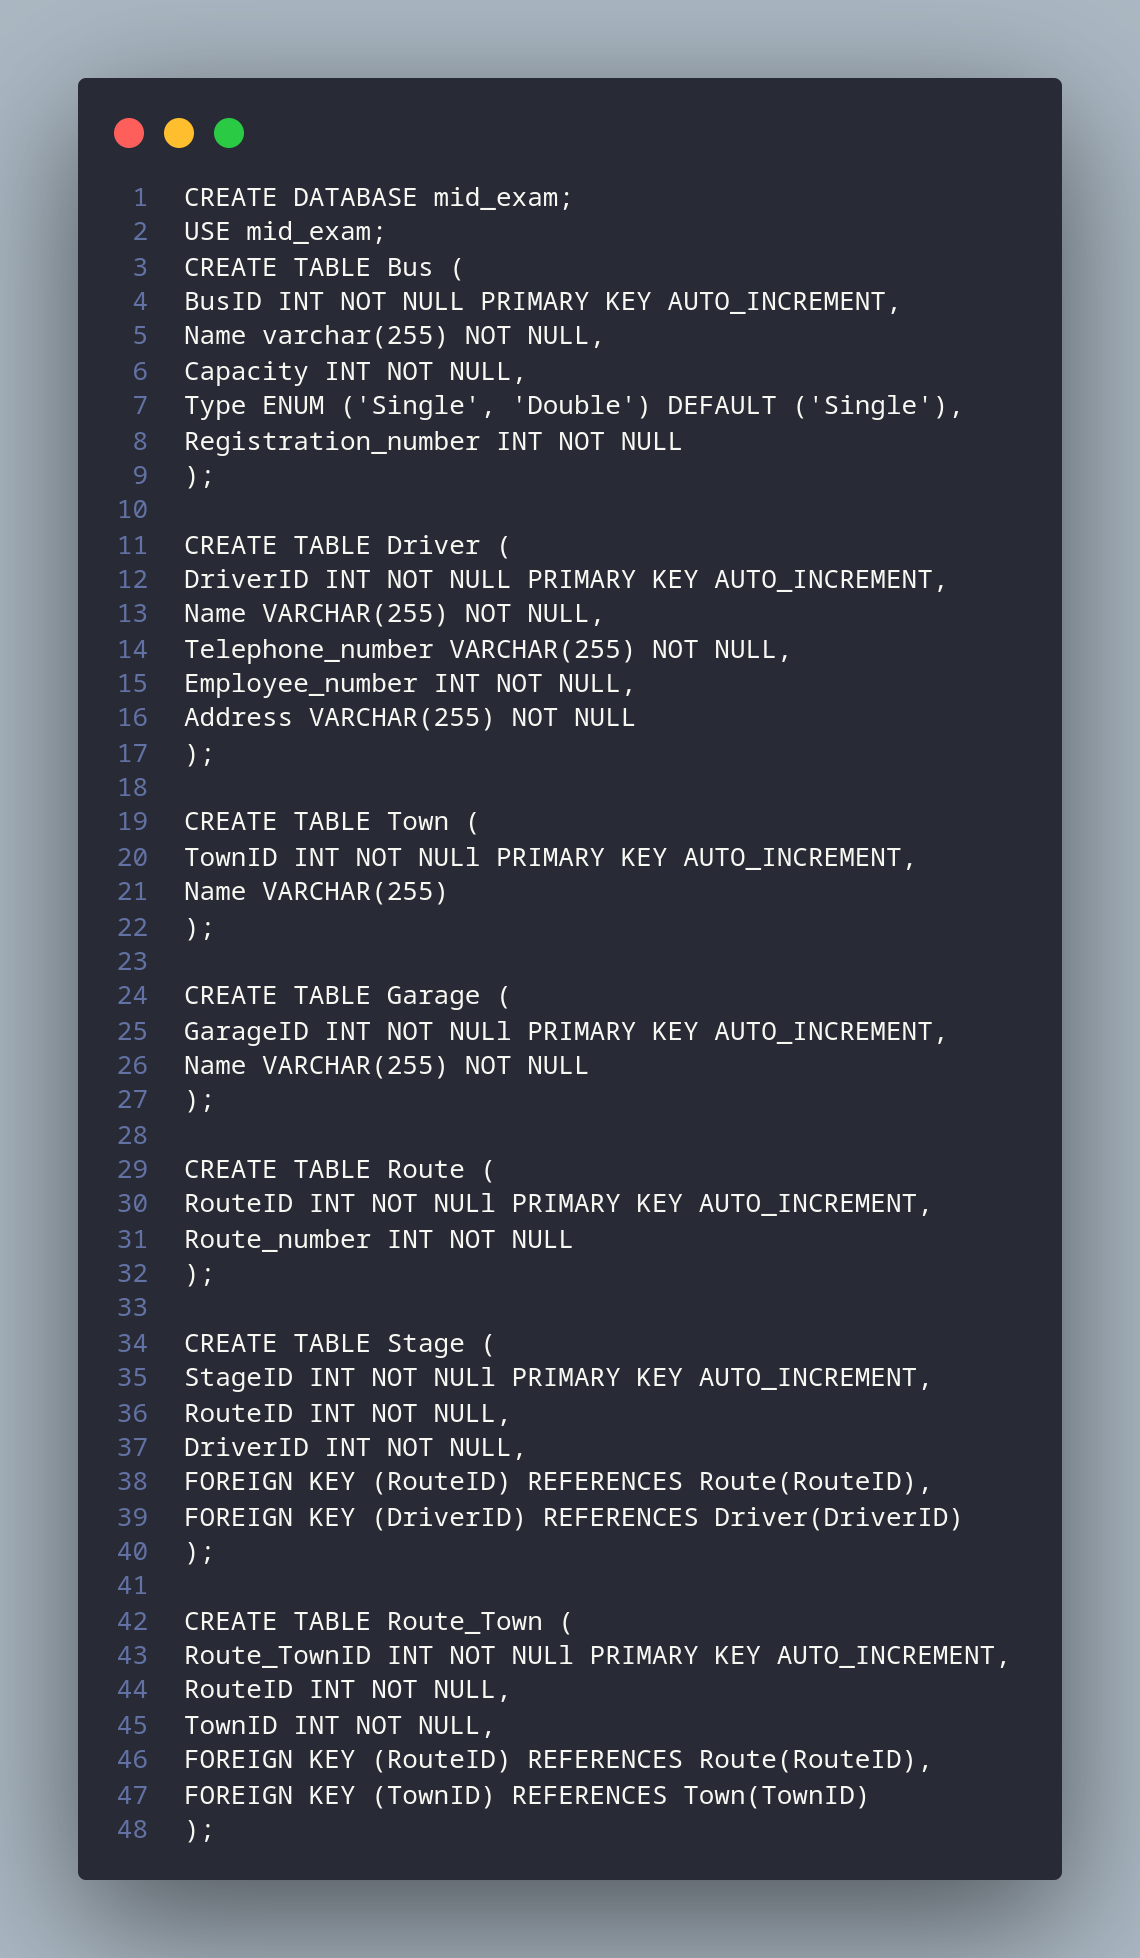 1 CREATE DATABASE mid_exam;
2 USE mid_exam;
3 CREATE TABLE Bus (
4 BusID INT NOT NULL PRIMARY KEY AUTO_INCREMENT,
5 Name varchar(255) NOT NULL,
6 Capacity INT NOT NULL,
7 Type ENUM ('Single', 'Double') DEFAULT ('Single'),
8 Registration_number INT NOT NULL
9 );
10
11 CREATE TABLE Driver (
12 DriverID INT NOT NULL PRIMARY KEY AUTO_INCREMENT,
13 Name VARCHAR(255) NOT NULL,
14 Telephone_number VARCHAR(255) NOT NULL,
15 Employee_number INT NOT NULL,
16 Address VARCHAR(255) NOT NULL
17 );
18
19 CREATE TABLE Town (
20 TownID INT NOT NULl PRIMARY KEY AUTO_INCREMENT,
21 Name VARCHAR(255)
22 );
23
24 CREATE TABLE Garage (
25 GarageID INT NOT NULl PRIMARY KEY AUTO_INCREMENT,
26 Name VARCHAR(255) NOT NULL
27 );
28
29 CREATE TABLE Route (
30 RouteID INT NOT NULl PRIMARY KEY AUTO_INCREMENT,
31 Route_number INT NOT NULL
32 );
33
34 CREATE TABLE Stage (
35 StageID INT NOT NULl PRIMARY KEY AUTO_INCREMENT,
36 RouteID INT NOT NULL,
37 DriverID INT NOT NULL,
38 FOREIGN KEY (RouteID) REFERENCES Route(RouteID),
39 FOREIGN KEY (DriverID) REFERENCES Driver(DriverID)
40 );
41
42 CREATE TABLE Route_Town (
43 Route_TownID INT NOT NULl PRIMARY KEY AUTO_INCREMENT,
44 RouteID INT NOT NULL,
45 TownID INT NOT NULL,
46 FOREIGN KEY (RouteID) REFERENCES Route(RouteID),
47 FOREIGN KEY (TownID) REFERENCES Town(TownID)
48 );